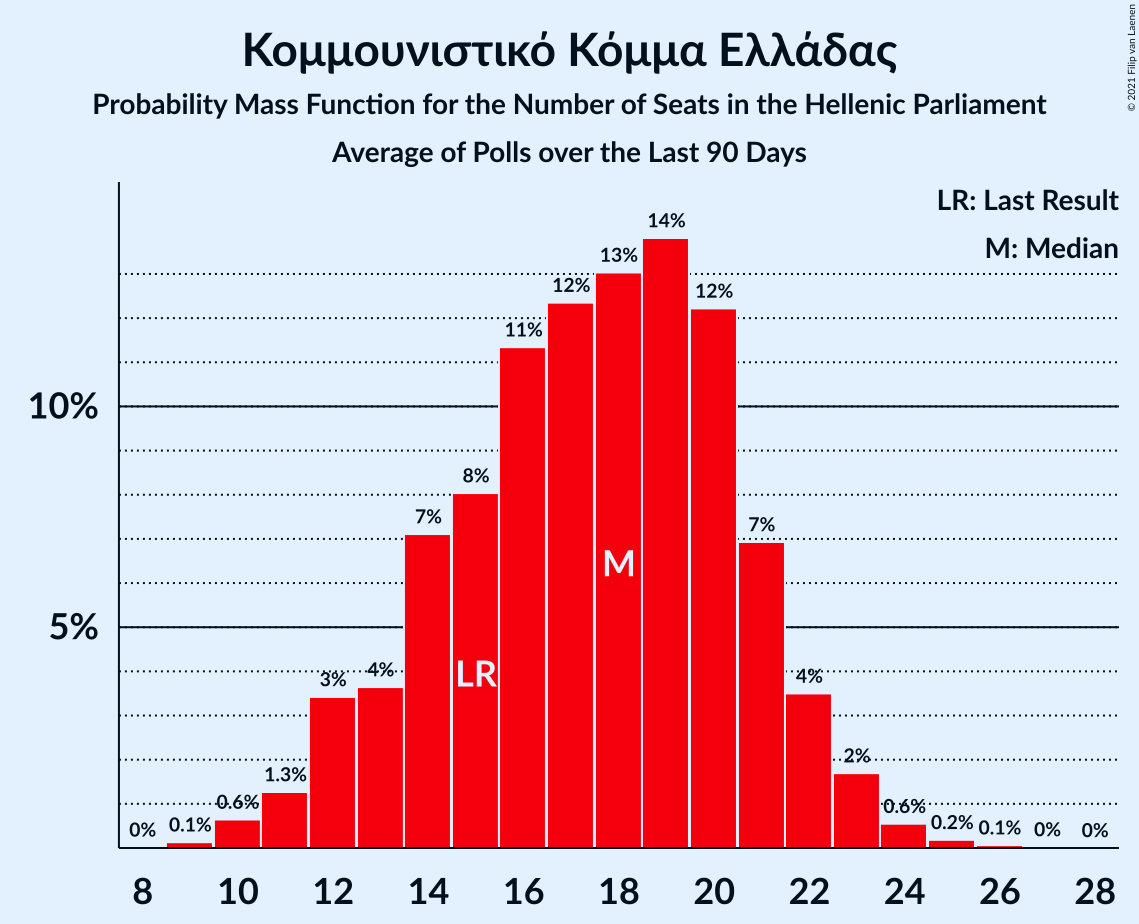 Κομμουνιστικό Κόμμα Ελλάδας
Probability Mass Function for the Number of Seats in the Hellenic Parliament
Average of Polls over the Last 90 Days
© 2021 Filip van Laenen
LR: Last Result
M: Median
10%
5%
0%
0.1%
0.6%
1.3%
3%
4%
7%
8%
11%
12%
13%
14%
12%
7%
4%
2%
0.6%
0.2%
0.1%
0%
0%
LR
M
8 10 12 14 16 18 20 22 24 26 28